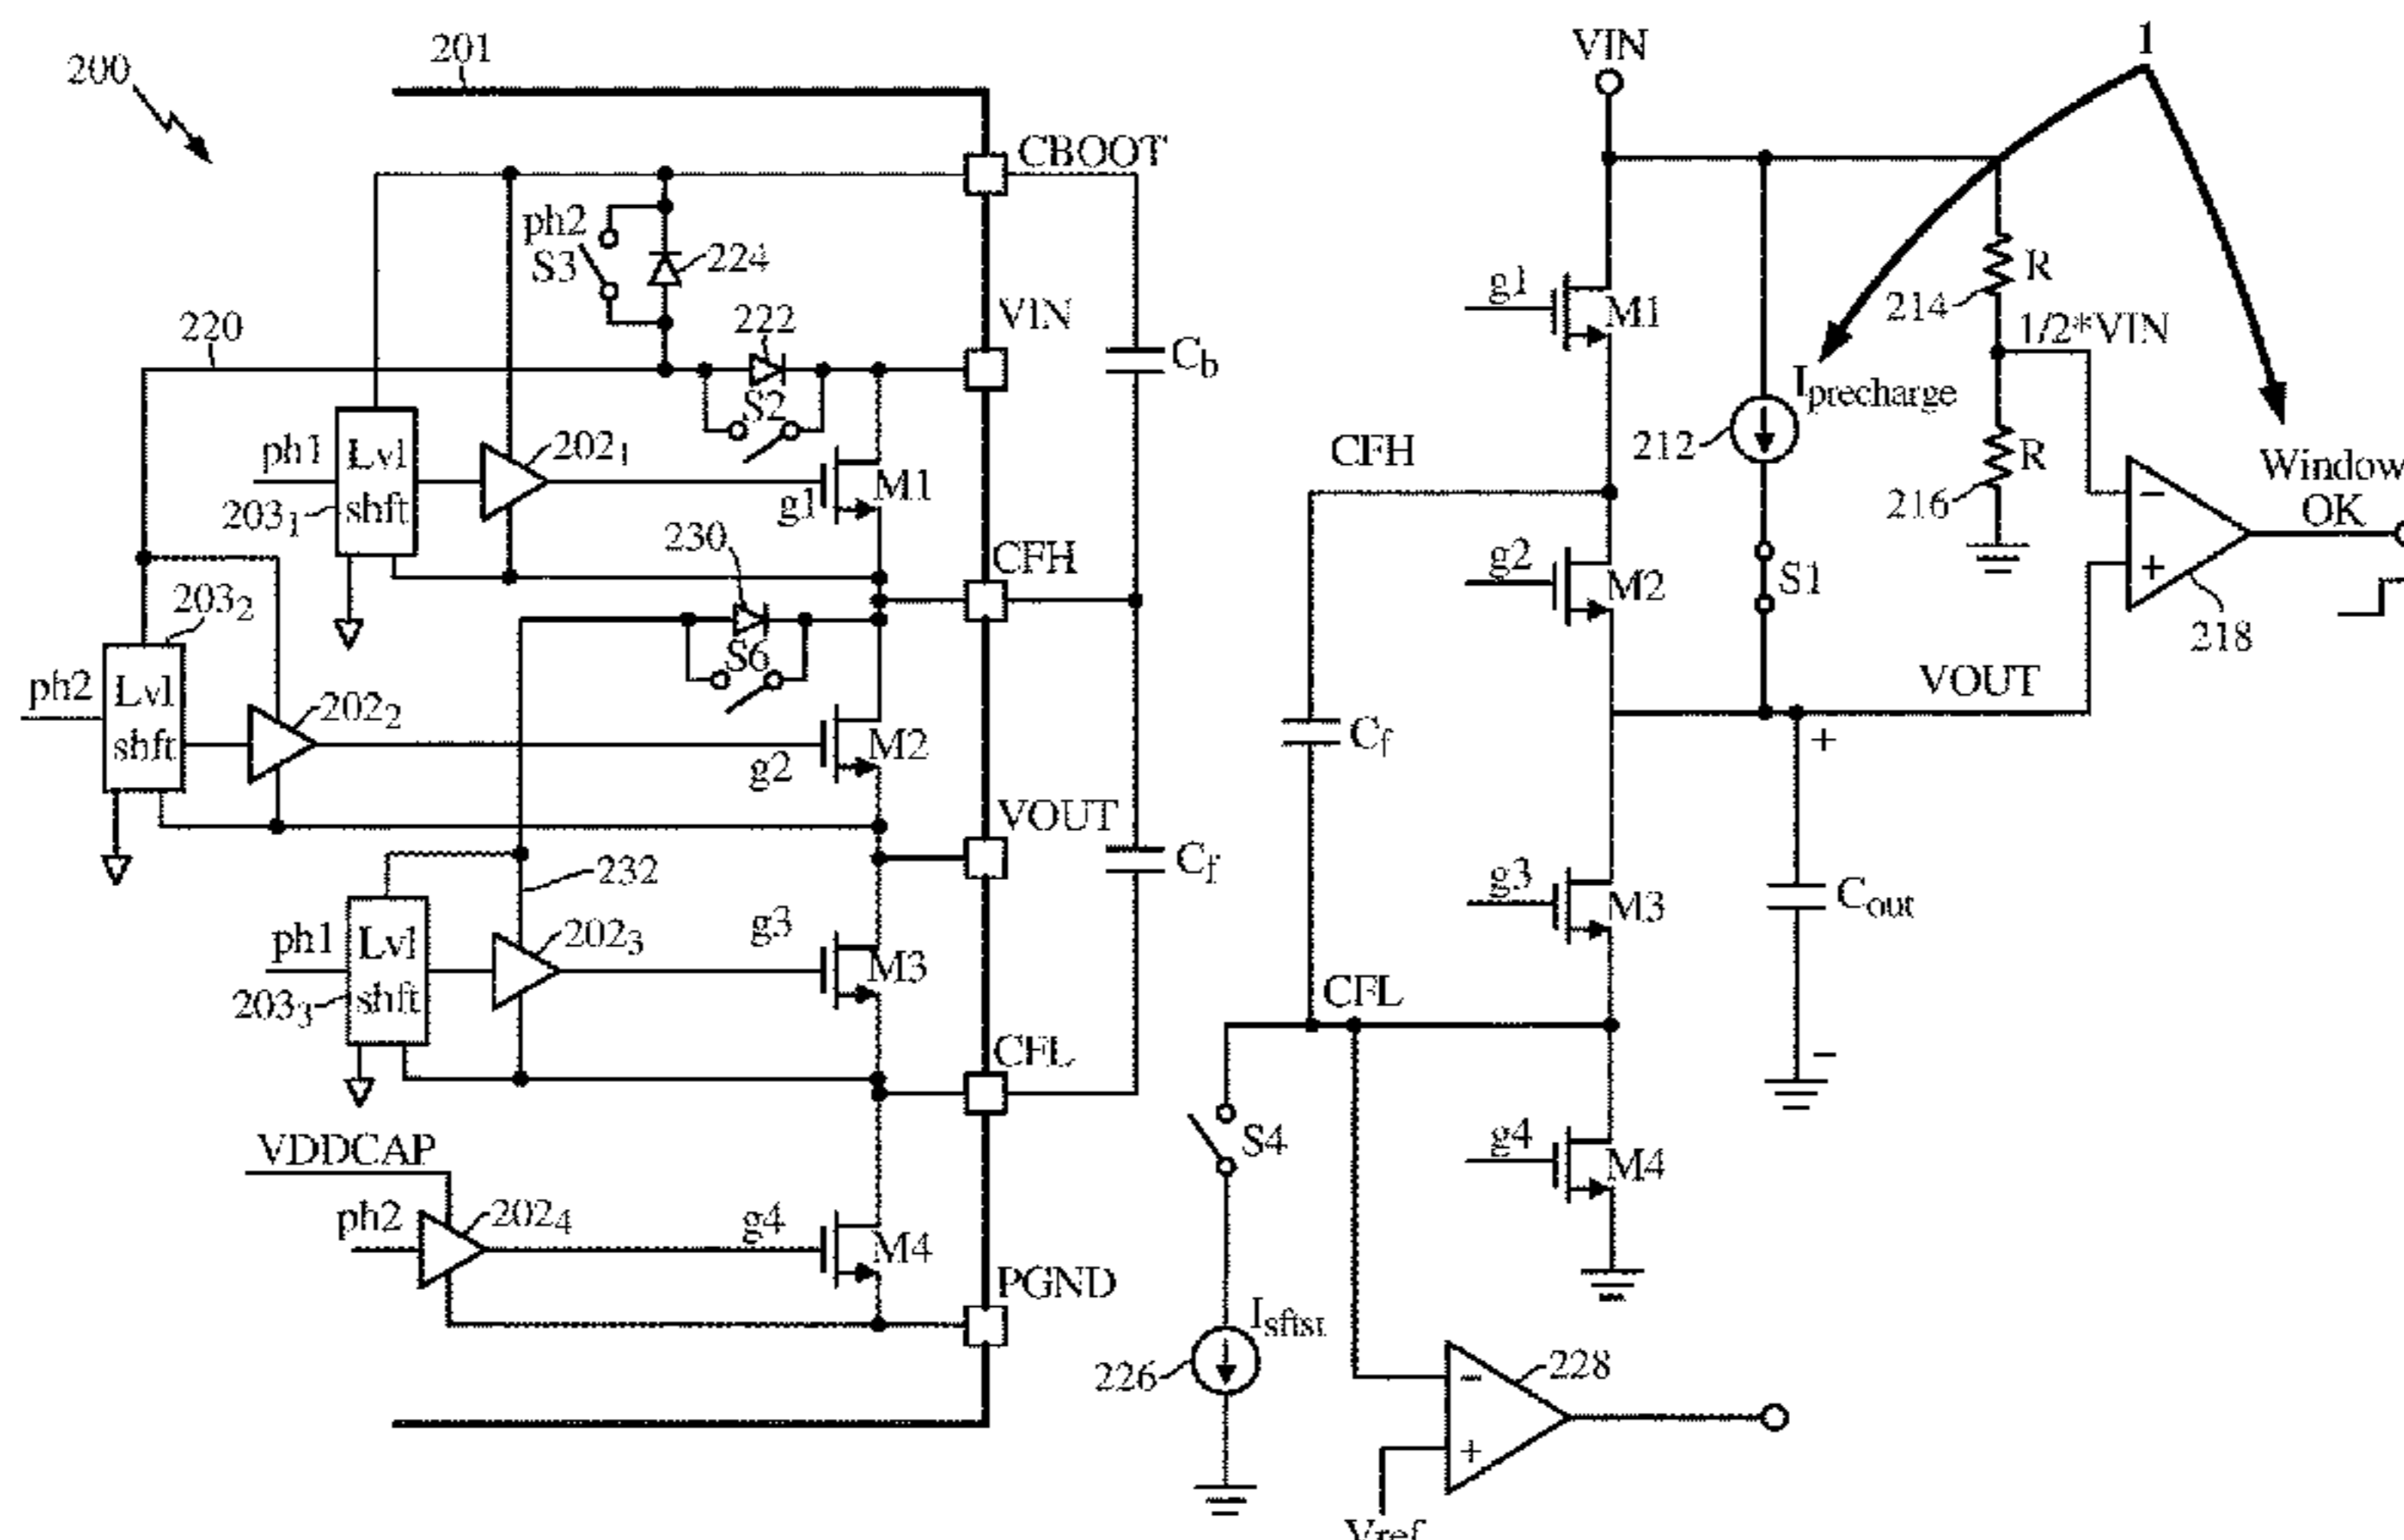 200
201
CBOOT
ph2
S3
224
VIN
220
222
S2
Cb
ph1
Lvl
shft
2031
2021
g1
M1
230
CFH
2032
S6
ph2
Lvl
shft
2022
g2
M2
VOUT
232
Cf
ph1
Lvl
shft
2033
2023
g3
M3
CFL
VDDCAP
ph2
2024
g4
M4
PGND
VIN
1
g1
M1
R
214
1/2*VIN
Iprecharge
212
CFH
R
216
Window
OK
g2
M2
S1
218
VOUT
Cf
+
−
+
g3
M3
Cout
CFL
−
S4
g4
M4
Isftst
226
228
−
+
Vref